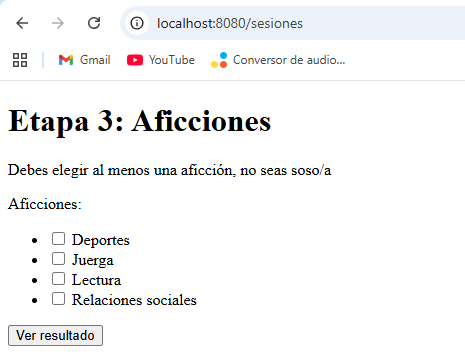 localhost:8080/sesiones
Gmail YouTube Conversor de audio...
Etapa 3: Aficciones
Debes elegir al menos una aficción, no seas soso/a
Aficciones:
Deportes
Juerga
Lectura
Relaciones sociales
Ver resultado